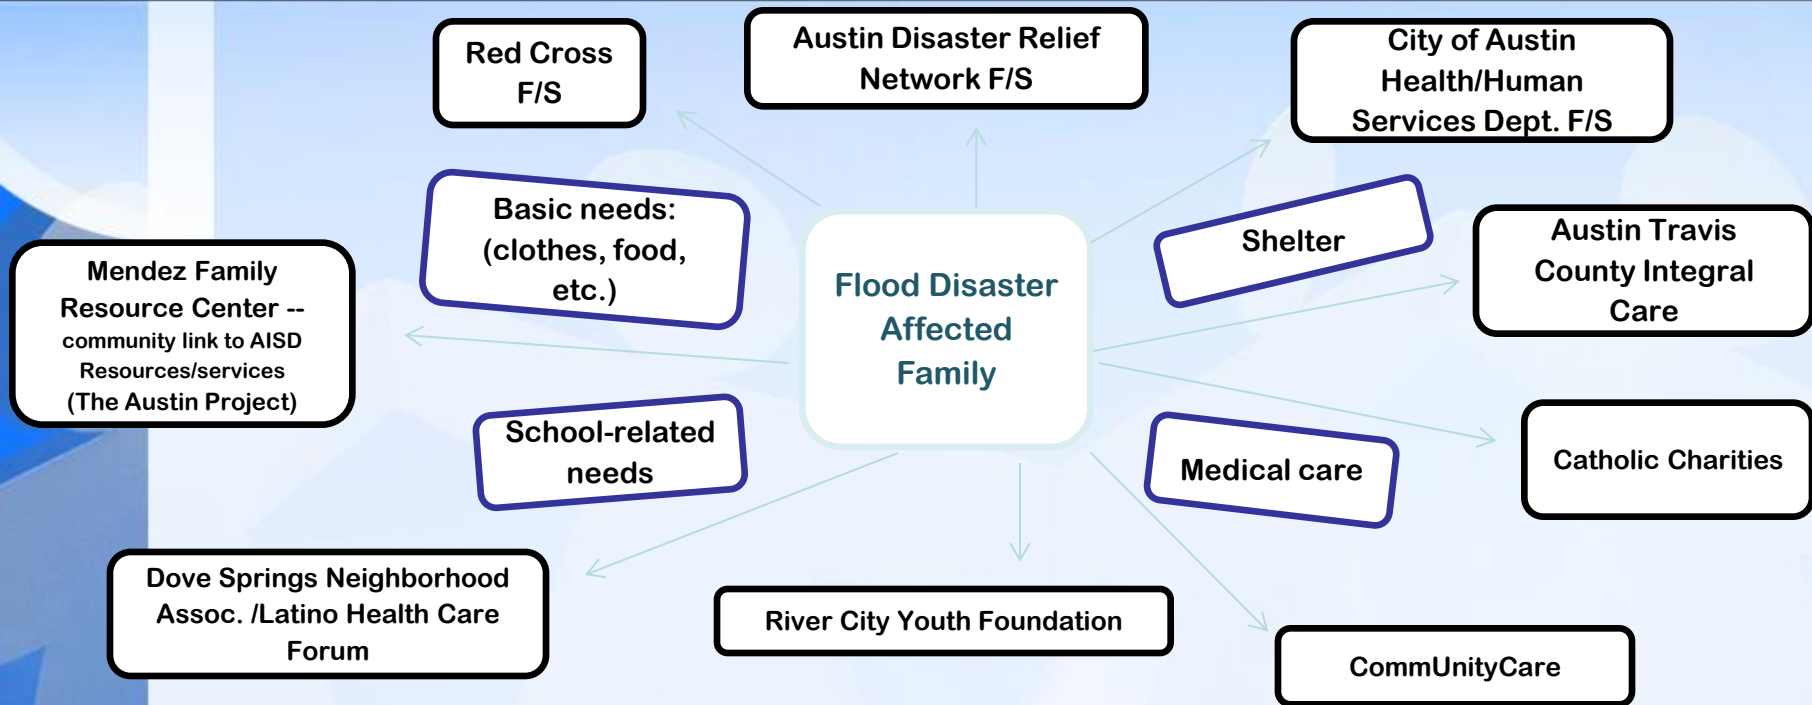 Red Cross
F/S
Austin Disaster Relief
Network F/S
City of Austin
Health/Human
Services Dept. F/S
Basic needs:
(clothes, food,
etc.)
Shelter
Mendez Family
Resource Center --
community link to AISD
Resources/services
(The Austin Project)
Flood Disaster
Affected
Family
Austin Travis
County Integral
Care
School-related
needs
Medical care
Catholic Charities
Dove Springs Neighborhood
Assoc. /Latino Health Care
Forum
River City Youth Foundation
CommUnityCare